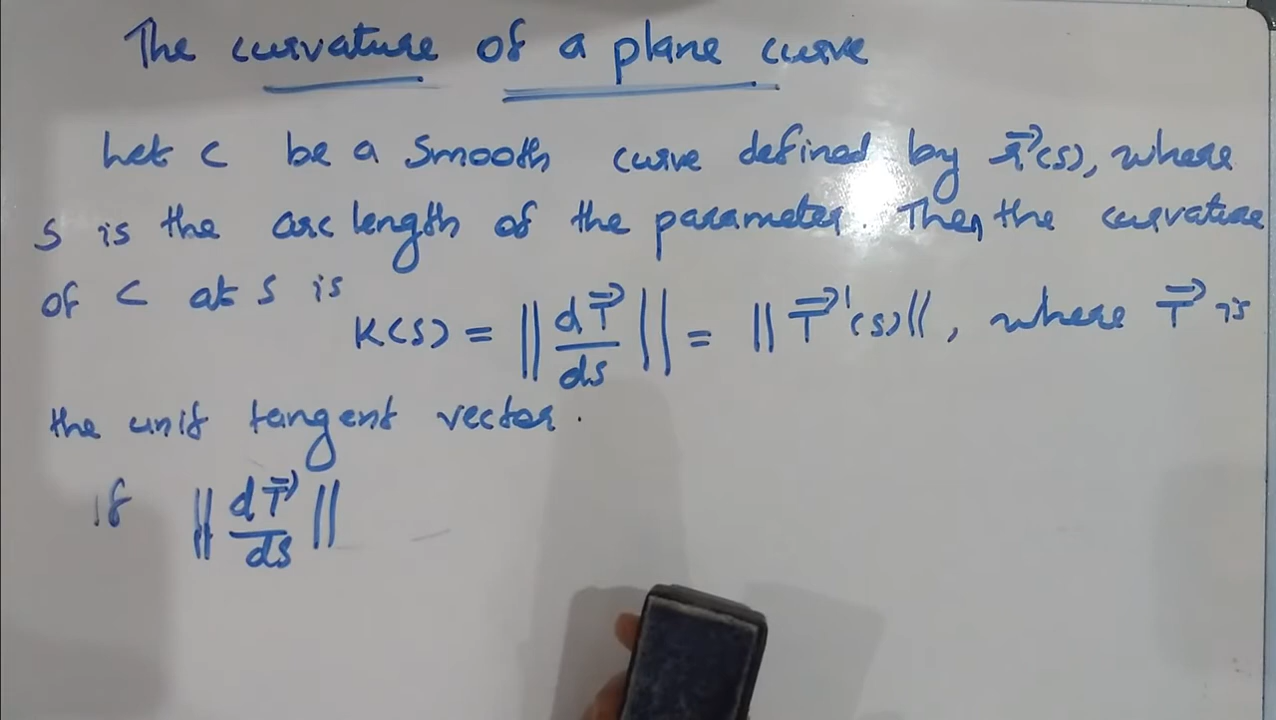 The curvature of a plane curve
Let C be a smooth curve defined by r⃗(s), where
s is the arc length of the parameter. Then the curvature
of C at s is
K(s) = ‖dT⃗/ds‖ = ‖T⃗'(s)‖, where T⃗ is
the unit tangent vector.
If ‖dT⃗/ds‖